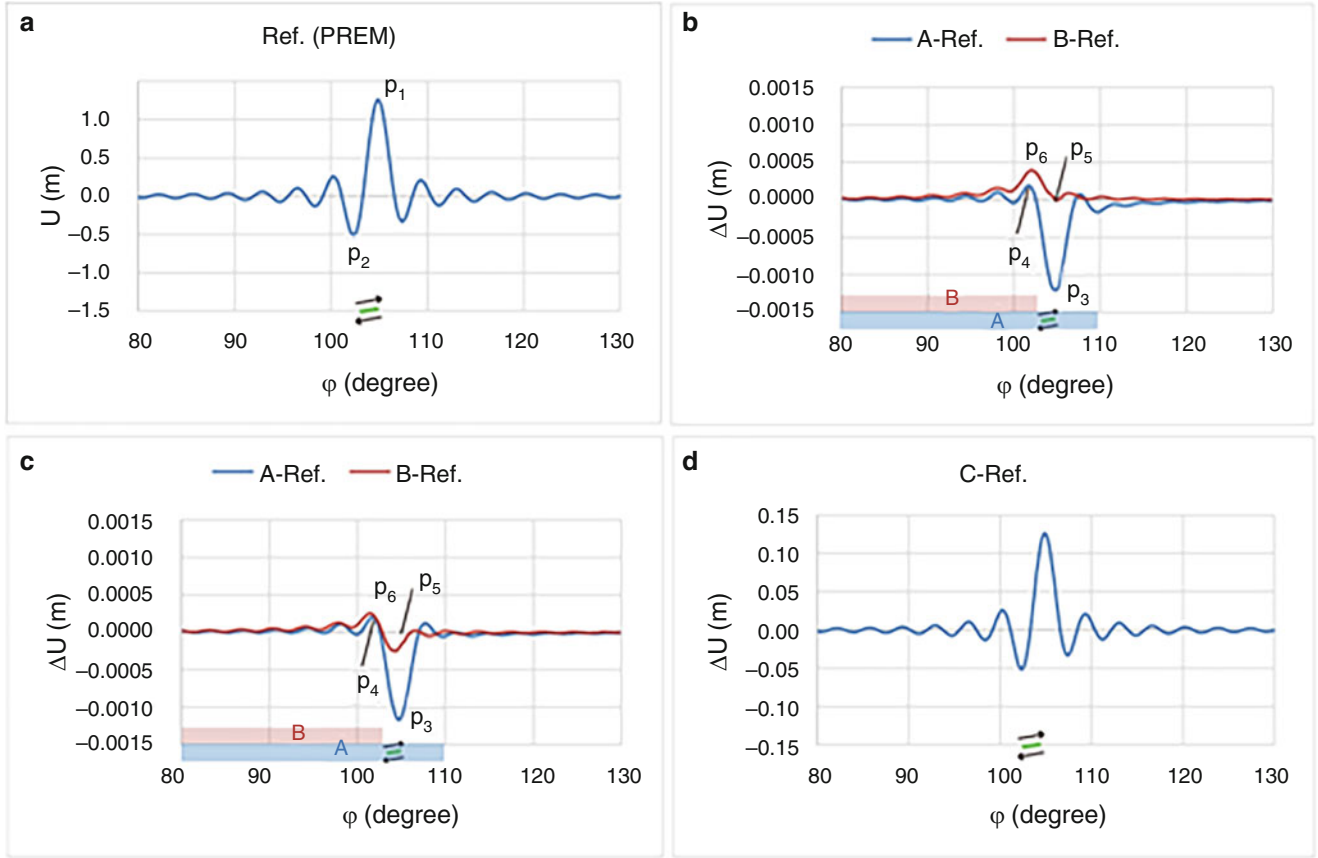 a
Ref. (PREM)
p1
p2
1.0
0.5
0.0
−0.5
−1.0
−1.5
U (m)
80 90 100 110 120 130
φ (degree)
b
A-Ref. B-Ref.
0.0015
0.0010
0.0005
0.0000
−0.0005
−0.0010
−0.0015
ΔU (m)
p6 p5
p4
p3
B
A
80 90 100 110 120 130
φ (degree)
c
A-Ref. B-Ref.
0.0015
0.0010
0.0005
0.0000
−0.0005
−0.0010
−0.0015
ΔU (m)
p6 p5
p4
p3
B
A
80 90 100 110 120 130
φ (degree)
d
C-Ref.
0.15
0.10
0.05
0.00
−0.05
−0.10
−0.15
ΔU (m)
80 90 100 110 120 130
φ (degree)